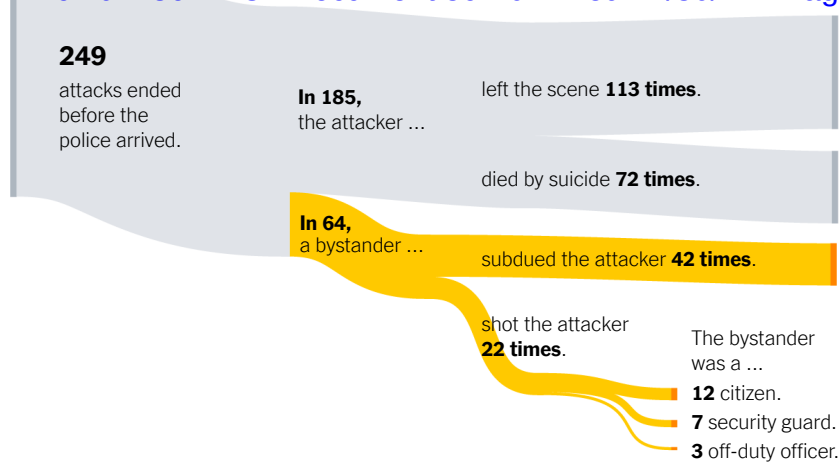 249
attacks ended
before the
police arrived.
In 185,
the attacker ...
left the scene 113 times.
died by suicide 72 times.
In 64,
a bystander ...
subdued the attacker 42 times.
shot the attacker
22 times.
The bystander
was a ...
12 citizen.
7 security guard.
3 off-duty officer.